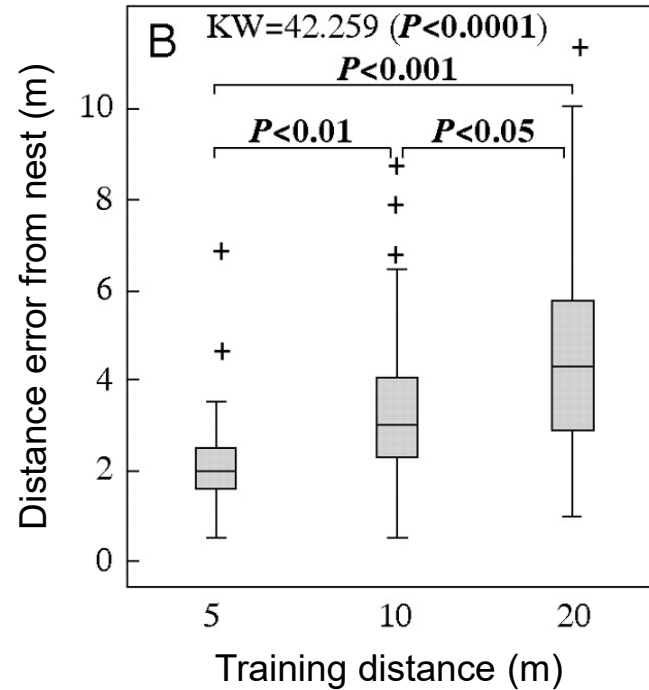 B
KW=42.259 (P<0.0001)
P<0.001
P<0.01
P<0.05
Distance error from nest (m)
10
8
6
4
2
0
5 10 20
Training distance (m)